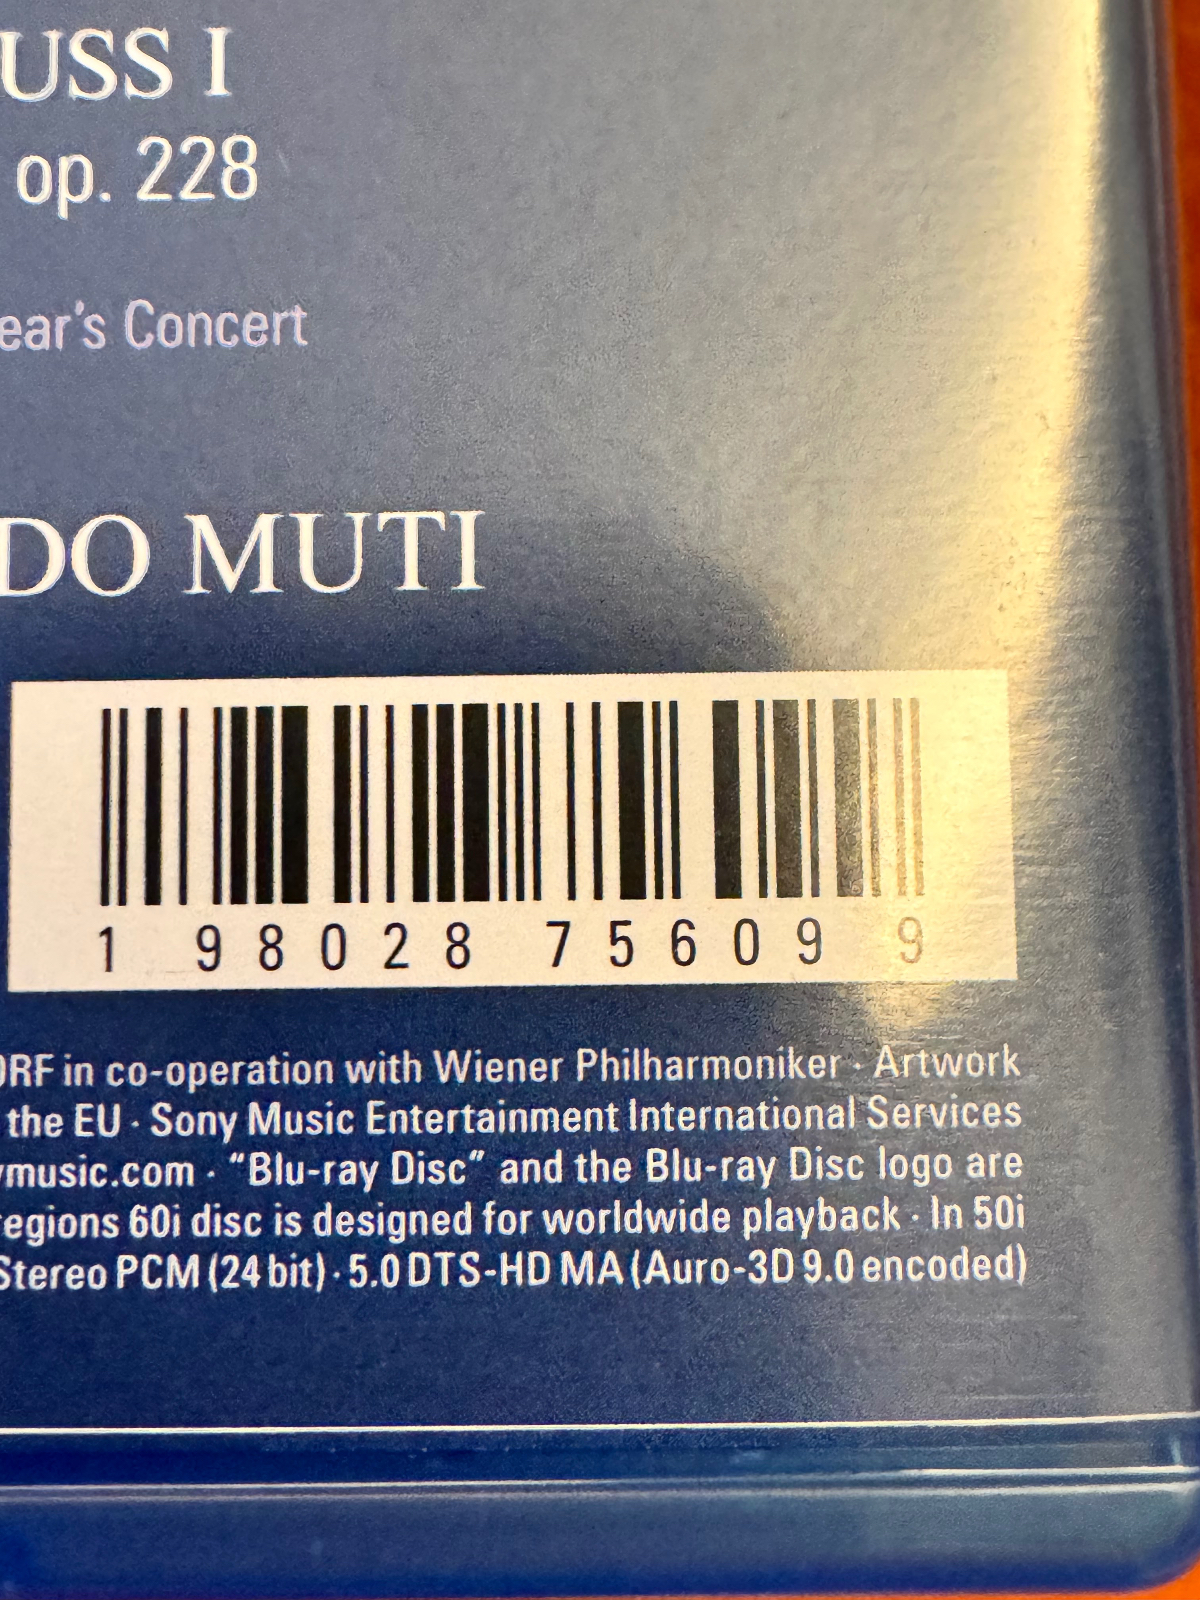 USS I
op. 228
ear's Concert
DO MUTI
1 98028 75609 9
ORF in co-operation with Wiener Philharmoniker · Artwork
the EU · Sony Music Entertainment International Services
ymusic.com · “Blu-ray Disc” and the Blu-ray Disc logo are
regions 60i disc is designed for worldwide playback · In 50i
Stereo PCM (24 bit) · 5.0 DTS-HD MA (Auro-3D 9.0 encoded)